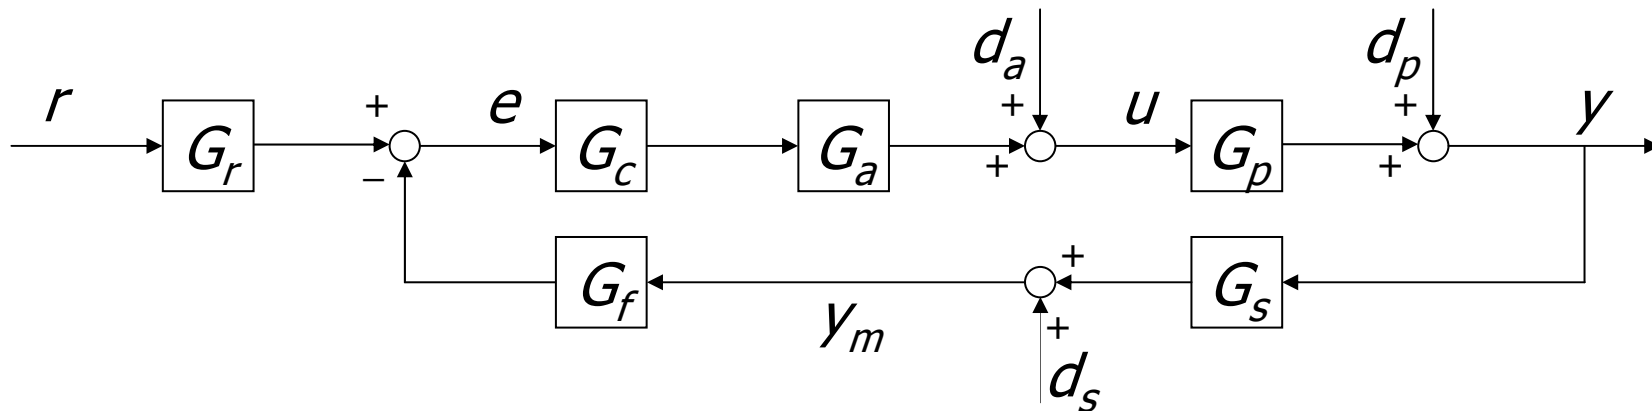 d_a d_p
r + e + u + y
G_r G_c G_a G_p
− + +
+
G_f G_s
y_m +
d_s